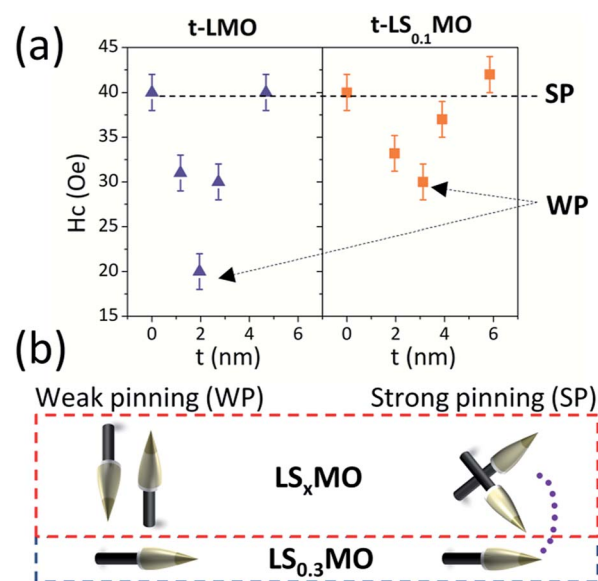 (a)
t-LMO
t-LS0.1MO
45
40
35
30
25
20
15
Hc (Oe)
SP
WP
0 2 4 6
0 2 4 6
t (nm)
t (nm)
(b)
Weak pinning (WP)
Strong pinning (SP)
LSxMO
LS0.3MO